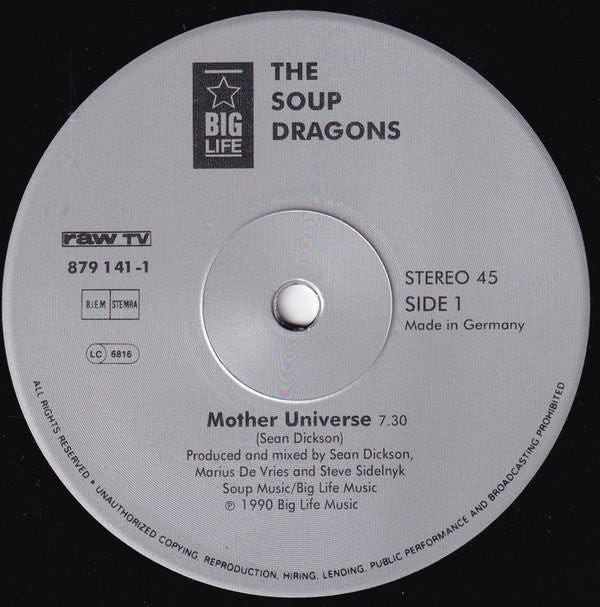 BIG
LIFE
THE
SOUP
DRAGONS
raw TV
879 141-1
B.I.E.M. STEMRA
LC 6816
STEREO 45
SIDE 1
Made in Germany
Mother Universe 7.30
(Sean Dickson)
Produced and mixed by Sean Dickson,
Marius De Vries and Steve Sidelnyk
Soup Music/Big Life Music
℗ 1990 Big Life Music
ALL RIGHTS RESERVED • UNAUTHORIZED COPYING, REPRODUCTION, HIRING, LENDING, PUBLIC PERFORMANCE AND BROADCASTING PROHIBITED